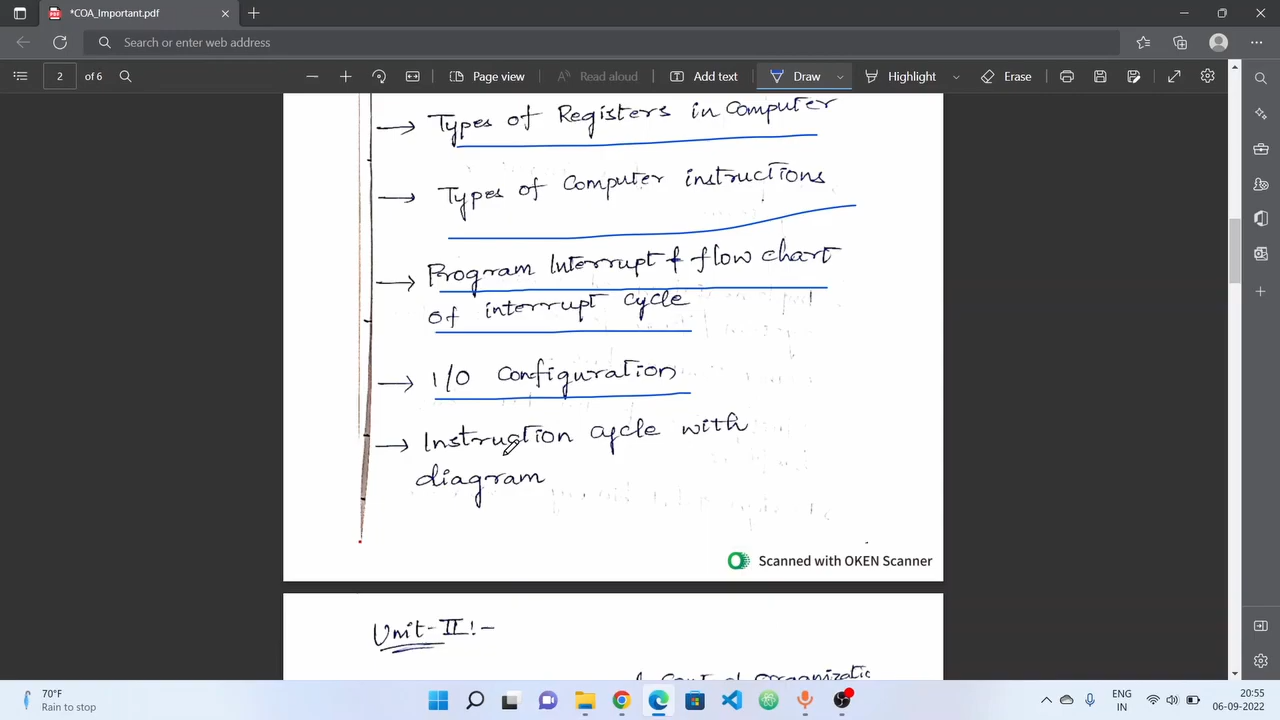 *COA_Important.pdf
Search or enter web address
2 of 6
Page view
Read aloud
Add text
Draw
Highlight
Erase
→ Types of Registers in Computer
→ Types of Computer instructions
→ Program Interrupt & flow chart
of interrupt cycle
→ I/O Configuration
→ Instruction cycle with
diagram
Scanned with OKEN Scanner
Unit-II:-
Control organizatio
70°F
Rain to stop
ENG
IN
20:55
06-09-2022